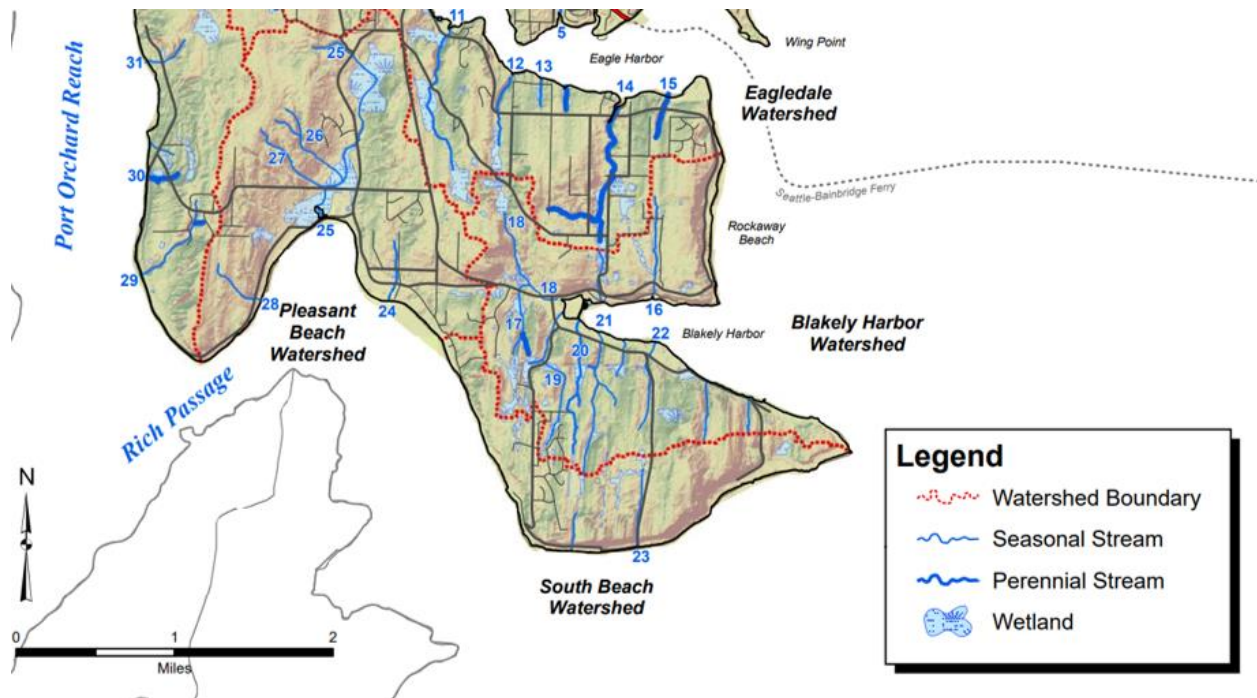 11
5
Wing Point
Eagle Harbor
25
31
12
13
14
15
Eagledale
Watershed
Port Orchard Reach
26
27
30
Seattle-Bainbridge Ferry
18
Rockaway
Beach
25
29
28
24
18
Pleasant
Beach
Watershed
17
21
16
Blakely Harbor
Watershed
20
22
Blakely Harbor
19
Rich Passage
N
Legend
Watershed Boundary
Seasonal Stream
Perennial Stream
Wetland
23
South Beach
Watershed
0
1
2
Miles